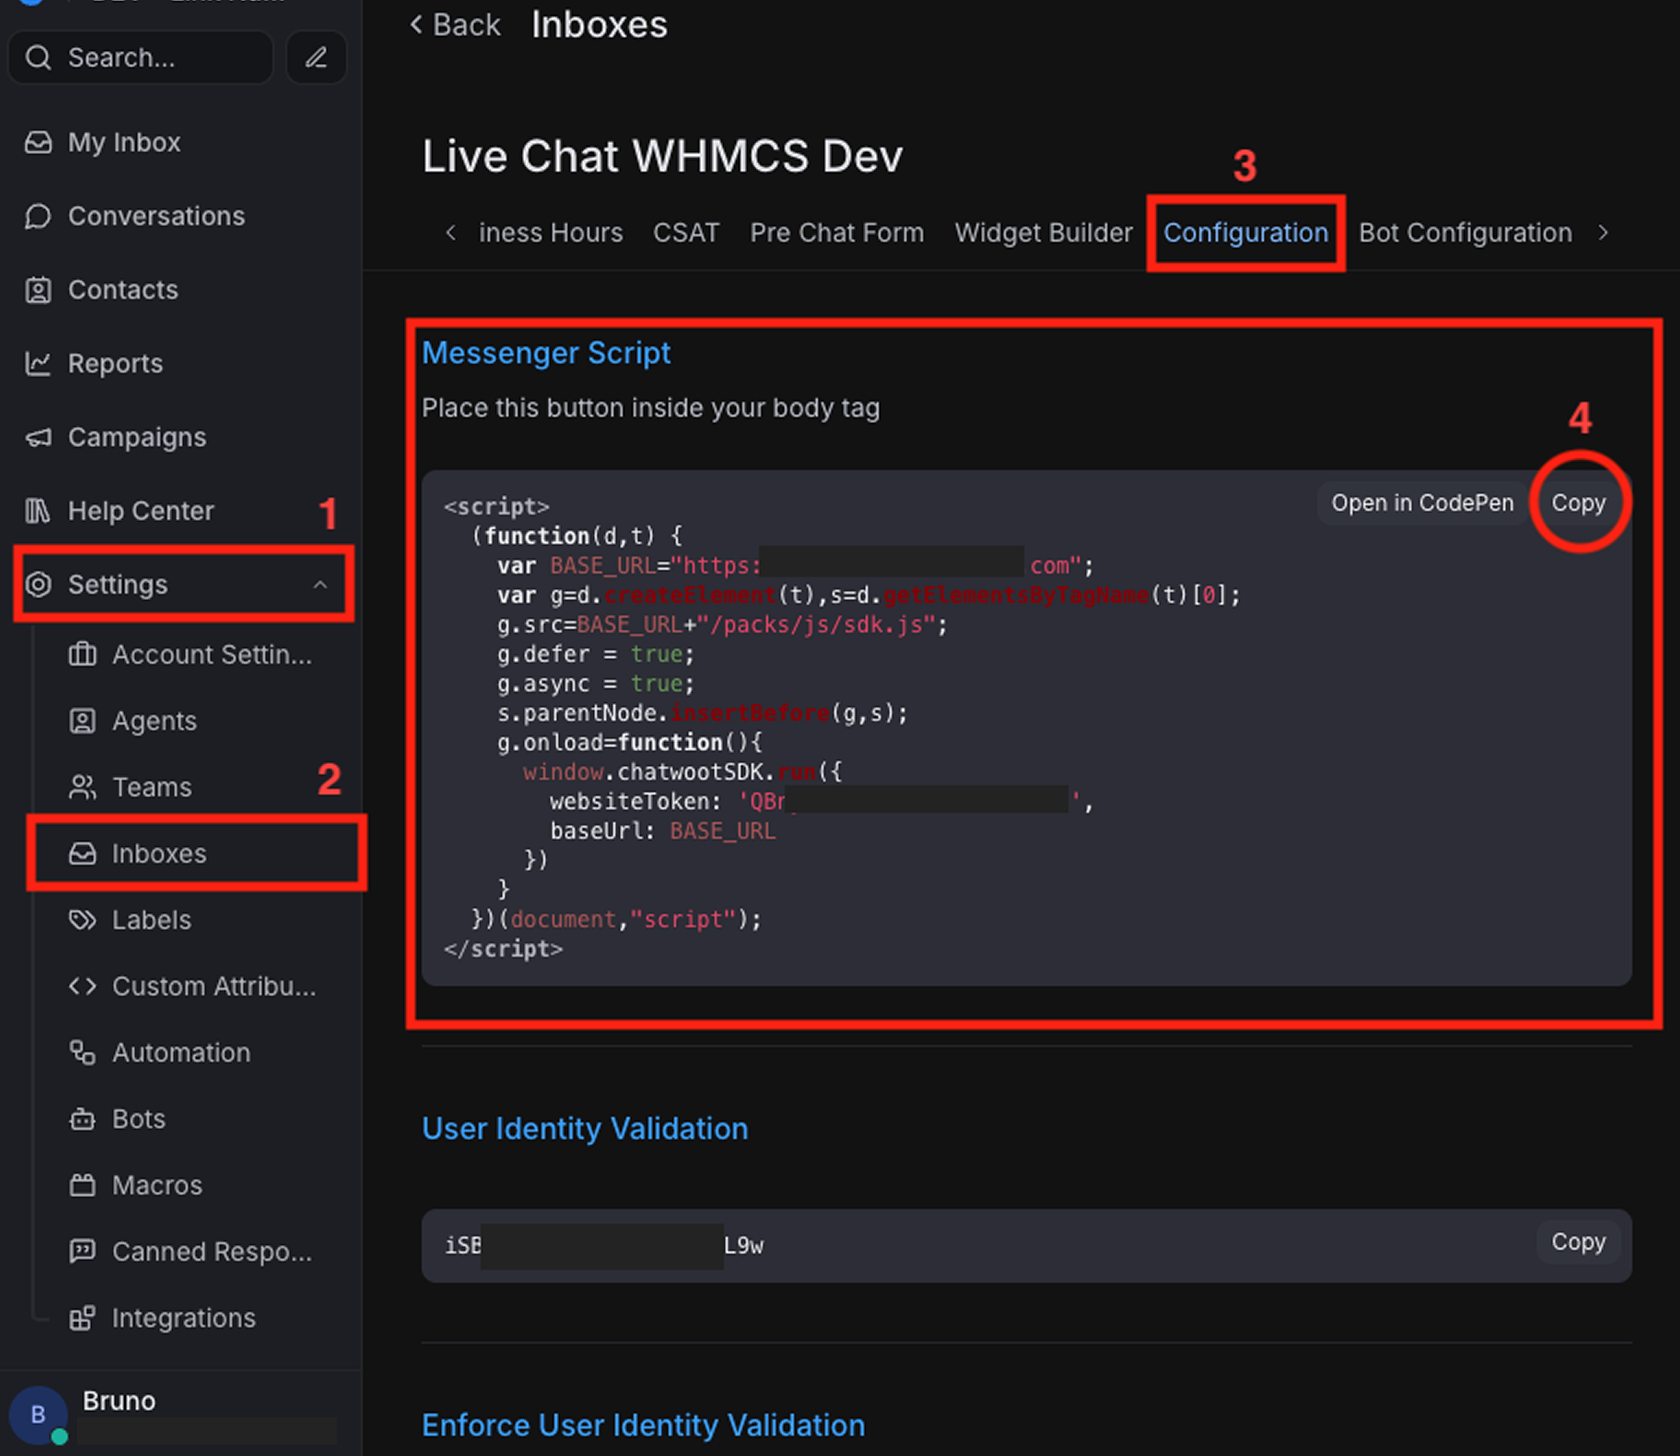 Search...
My Inbox
Conversations
Contacts
Reports
Campaigns
Help Center
1
Settings
Account Settin...
Agents
Teams
2
Inboxes
Labels
Custom Attribu...
Automation
Bots
Macros
Canned Respo...
Integrations
B
Bruno
Back Inboxes
Live Chat WHMCS Dev
3
iness Hours CSAT Pre Chat Form Widget Builder Configuration Bot Configuration
Messenger Script
Place this button inside your body tag
4
Open in CodePen Copy
<script>
(function(d,t) {
var BASE_URL="https: com";
var g=d.createElement(t),s=d.getElementsByTagName(t)[0];
g.src=BASE_URL+"/packs/js/sdk.js";
g.defer = true;
g.async = true;
s.parentNode.insertBefore(g,s);
g.onload=function(){
window.chatwootSDK.run({
websiteToken: 'QBr ',
baseUrl: BASE_URL
})
}
})(document,"script");
</script>
User Identity Validation
iSB L9w
Copy
Enforce User Identity Validation